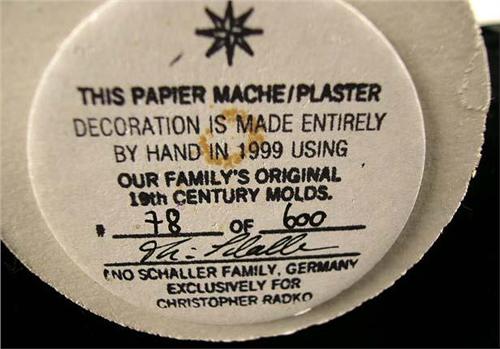 THIS PAPIER MACHE/PLASTER
DECORATION IS MADE ENTIRELY
BY HAND IN 1999 USING
OUR FAMILY'S ORIGINAL
19th CENTURY MOLDS.
# 78 OF 600
INO SCHALLER FAMILY, GERMANY
EXCLUSIVELY FOR
CHRISTOPHER RADKO